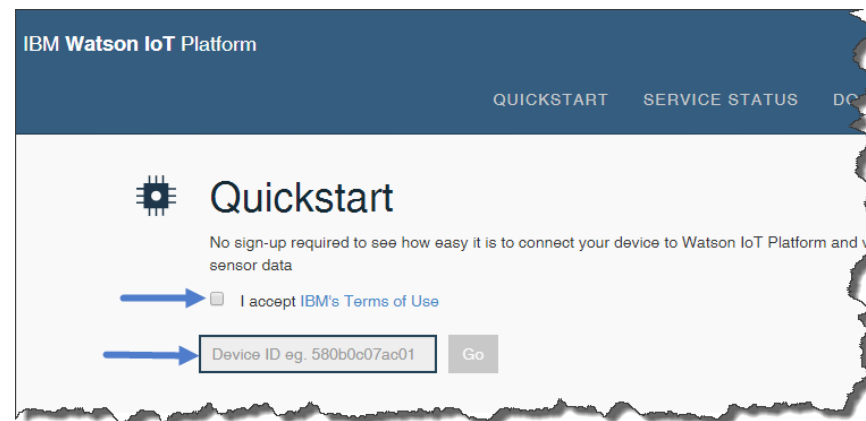 IBM Watson IoT Platform
QUICKSTART SERVICE STATUS
Quickstart
No sign-up required to see how easy it is to connect your device to Watson IoT Platform and
sensor data
I accept IBM's Terms of Use
Device ID eg. 580b0c07ac01 Go